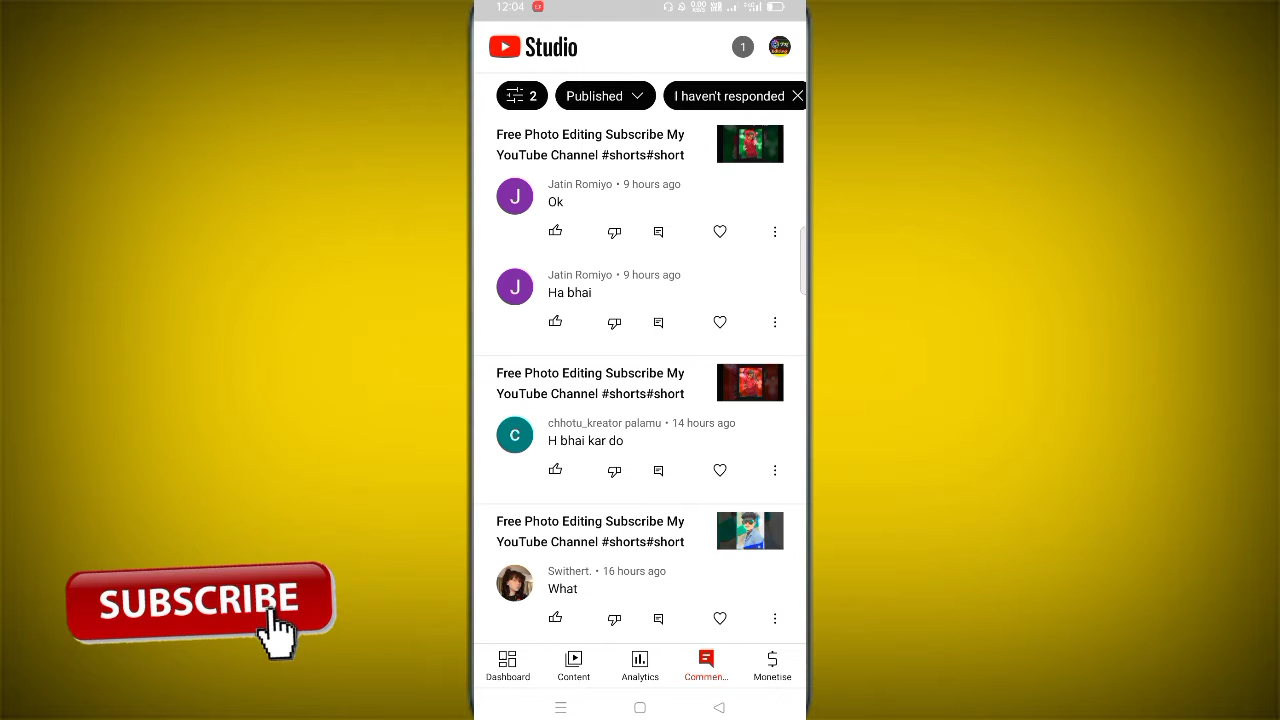 12:04
Studio
1
2
Published
I haven't responded
Free Photo Editing Subscribe My
YouTube Channel #shorts#short
J
Jatin Romiyo • 9 hours ago
Ok
J
Jatin Romiyo • 9 hours ago
Ha bhai
Free Photo Editing Subscribe My
YouTube Channel #shorts#short
C
chhotu_kreator palamu • 14 hours ago
H bhai kar do
Free Photo Editing Subscribe My
YouTube Channel #shorts#short
Swithert. • 16 hours ago
What
SUBSCRIBE
Dashboard
Content
Analytics
Commen...
Monetise